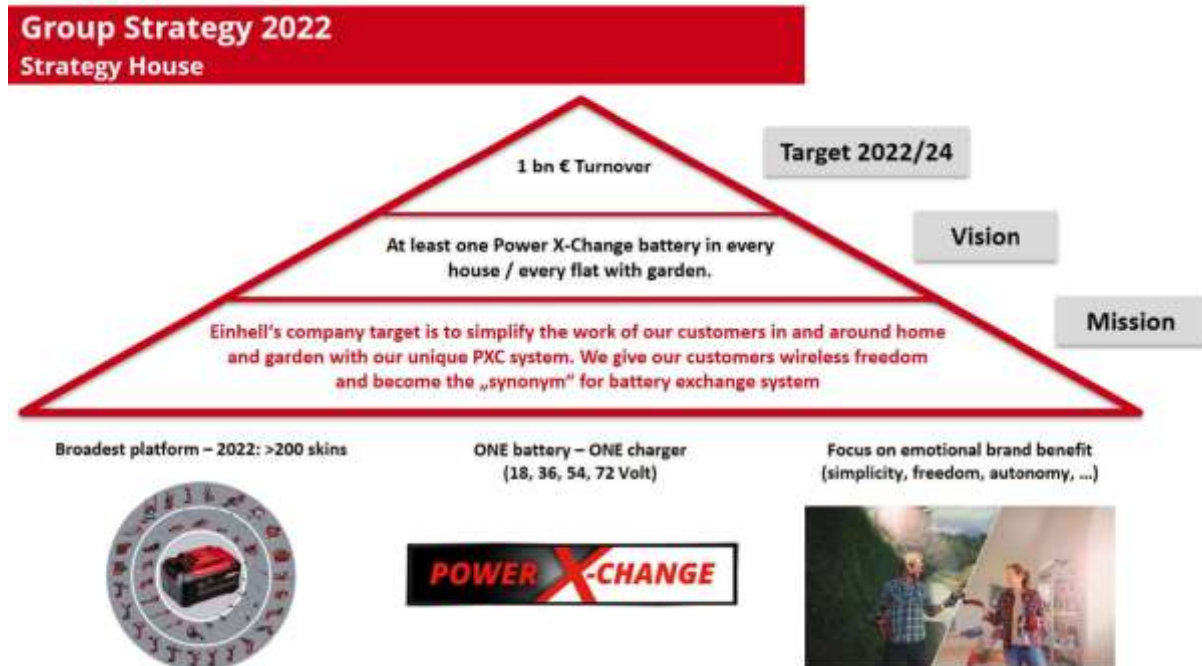 Group Strategy 2022
Strategy House
1 bn € Turnover
Target 2022/24
At least one Power X-Change battery in every
house / every flat with garden.
Vision
Einhell's company target is to simplify the work of our customers in and around home
and garden with our unique PXC system. We give our customers wireless freedom
and become the „synonym“ for battery exchange system
Mission
Broadest platform – 2022: >200 skins
ONE battery – ONE charger
(18, 36, 54, 72 Volt)
Focus on emotional brand benefit
(simplicity, freedom, autonomy, ...)
POWER X-CHANGE